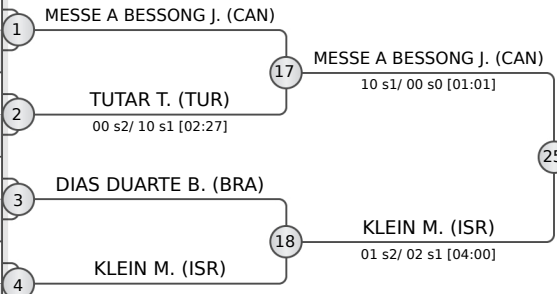 MESSE A BESSONG J. (CAN)
1
17
MESSE A BESSONG J. (CAN)
10 s1/ 00 s0 [01:01]
TUTAR T. (TUR)
2
00 s2/ 10 s1 [02:27]
25
DIAS DUARTE B. (BRA)
3
18
KLEIN M. (ISR)
01 s2/ 02 s1 [04:00]
KLEIN M. (ISR)
4